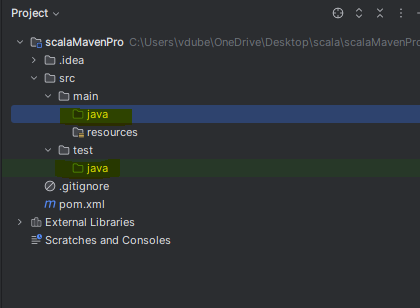 Project
scalaMavenPro C:\Users\vdube\OneDrive\Desktop\scala\scalaMavenPro
.idea
src
main
java
resources
test
java
.gitignore
pom.xml
External Libraries
Scratches and Consoles